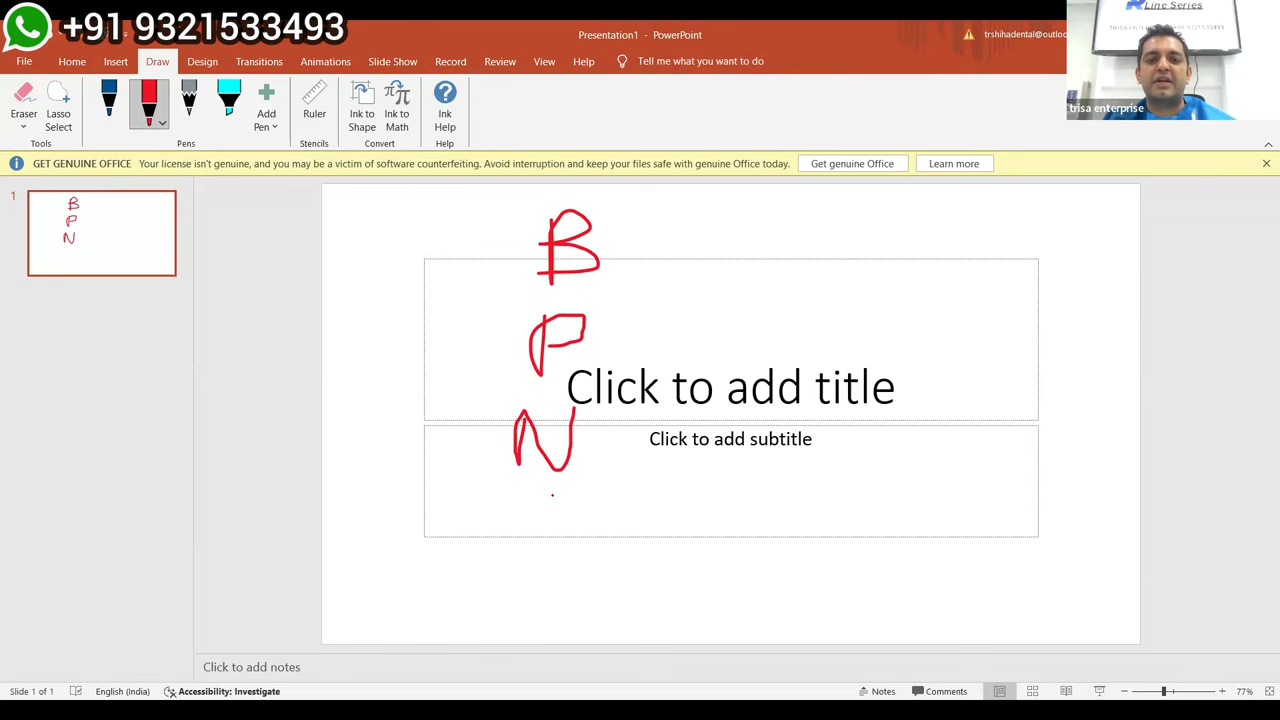 +91 9321533493
Presentation1 - PowerPoint
trshihadental@outloo
Line Series
File Home Insert Draw Design Transitions Animations Slide Show Record Review View Help Tell me what you want to do
trisa enterprise
Eraser Lasso Select Add Pen Ruler Ink to Shape Ink to Math Ink Help
Tools Pens Stencils Convert Help
GET GENUINE OFFICE Your license isn't genuine, and you may be a victim of software counterfeiting. Avoid interruption and keep your files safe with genuine Office today. Get genuine Office Learn more
1
B
P
N
B
P
N
Click to add title
Click to add subtitle
Click to add notes
Slide 1 of 1 English (India) Accessibility: Investigate Notes Comments 77%